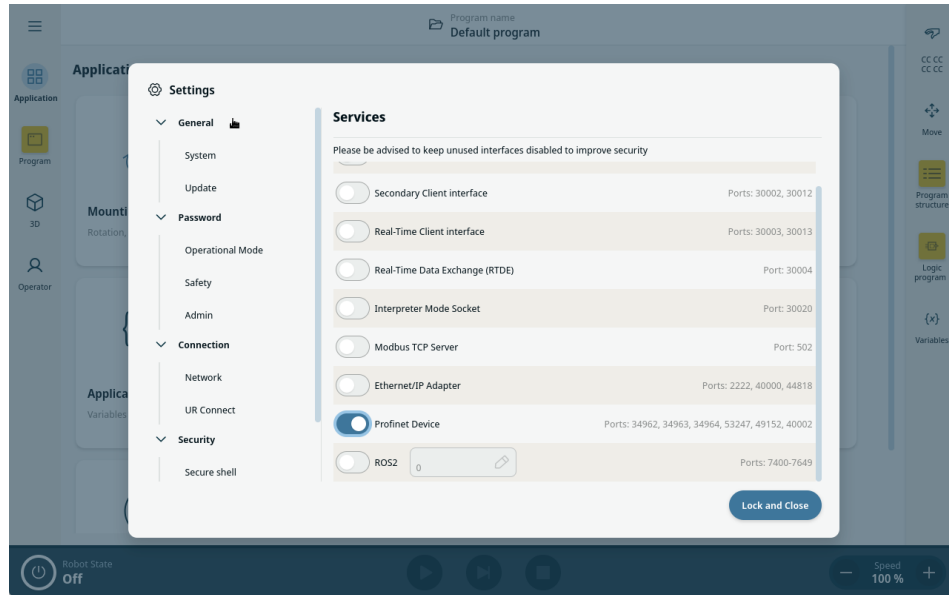 Program name
Default program
Applicati
Application
Program
3D
Operator
Mounti
Rotation,
Applica
Variables
Settings
General
System
Update
Password
Operational Mode
Safety
Admin
Connection
Network
UR Connect
Security
Secure shell
Services
Please be advised to keep unused interfaces disabled to improve security
Secondary Client interface Ports: 30002, 30012
Real-Time Client interface Ports: 30003, 30013
Real-Time Data Exchange (RTDE) Port: 30004
Interpreter Mode Socket Port: 30020
Modbus TCP Server Port: 502
Ethernet/IP Adapter Ports: 2222, 40000, 44818
Profinet Device Ports: 34962, 34963, 34964, 53247, 49152, 40002
ROS2 0 Ports: 7400-7649
Lock and Close
CC CC
CC CC
Move
Program
structure
Logic
program
{x}
Variables
Robot State
Off
Speed
100 %